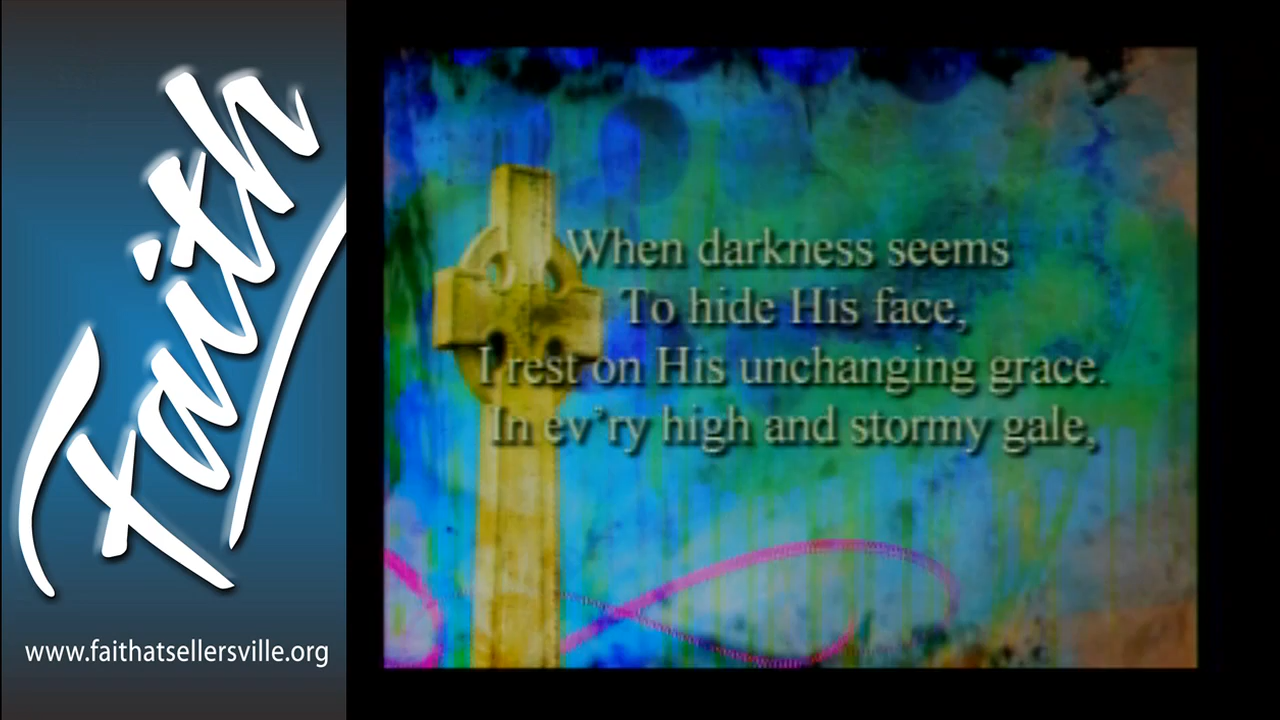 Faith
www.faithatsellersville.org
When darkness seems
To hide His face,
I rest on His unchanging grace.
In ev’ry high and stormy gale,